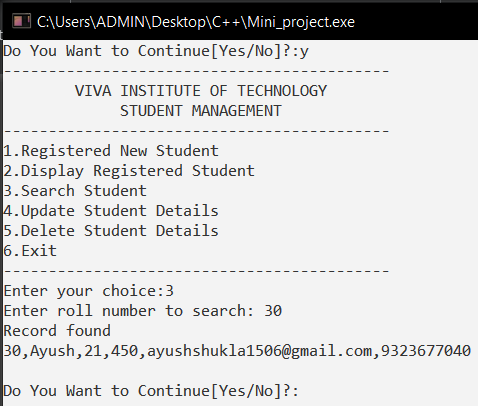 C:\Users\ADMIN\Desktop\C++\Mini_project.exe
Do You Want to Continue[Yes/No]?:y
-------------------------------------------
VIVA INSTITUTE OF TECHNOLOGY
STUDENT MANAGEMENT
-------------------------------------------
1.Registered New Student
2.Display Registered Student
3.Search Student
4.Update Student Details
5.Delete Student Details
6.Exit
-------------------------------------------
Enter your choice:3
Enter roll number to search: 30
Record found
30,Ayush,21,450,ayushshukla1506@gmail.com,9323677040
Do You Want to Continue[Yes/No]?: